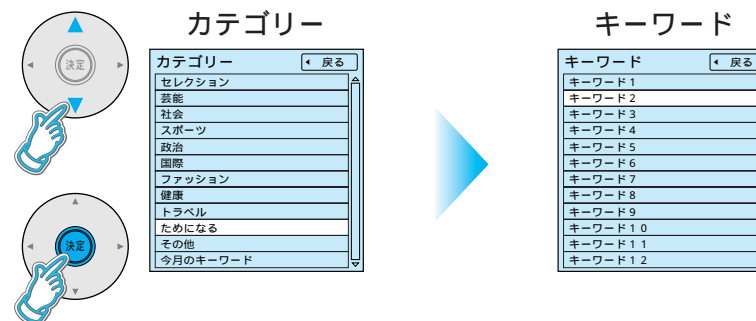 カテゴリー
キーワード
決定
カテゴリー
戻る
セレクション
芸能
社会
スポーツ
政治
国際
ファッション
健康
トラベル
ためになる
その他
今月のキーワード
キーワード
戻る
キーワード1
キーワード2
キーワード3
キーワード4
キーワード5
キーワード6
キーワード7
キーワード8
キーワード9
キーワード10
キーワード11
キーワード12
決定